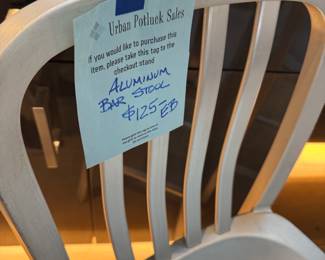 Urban Potluck Sales
If you would like to purchase this
item, please take this tag to the
checkout stand
ALUMINUM
BAR STOOL
$125-
EB